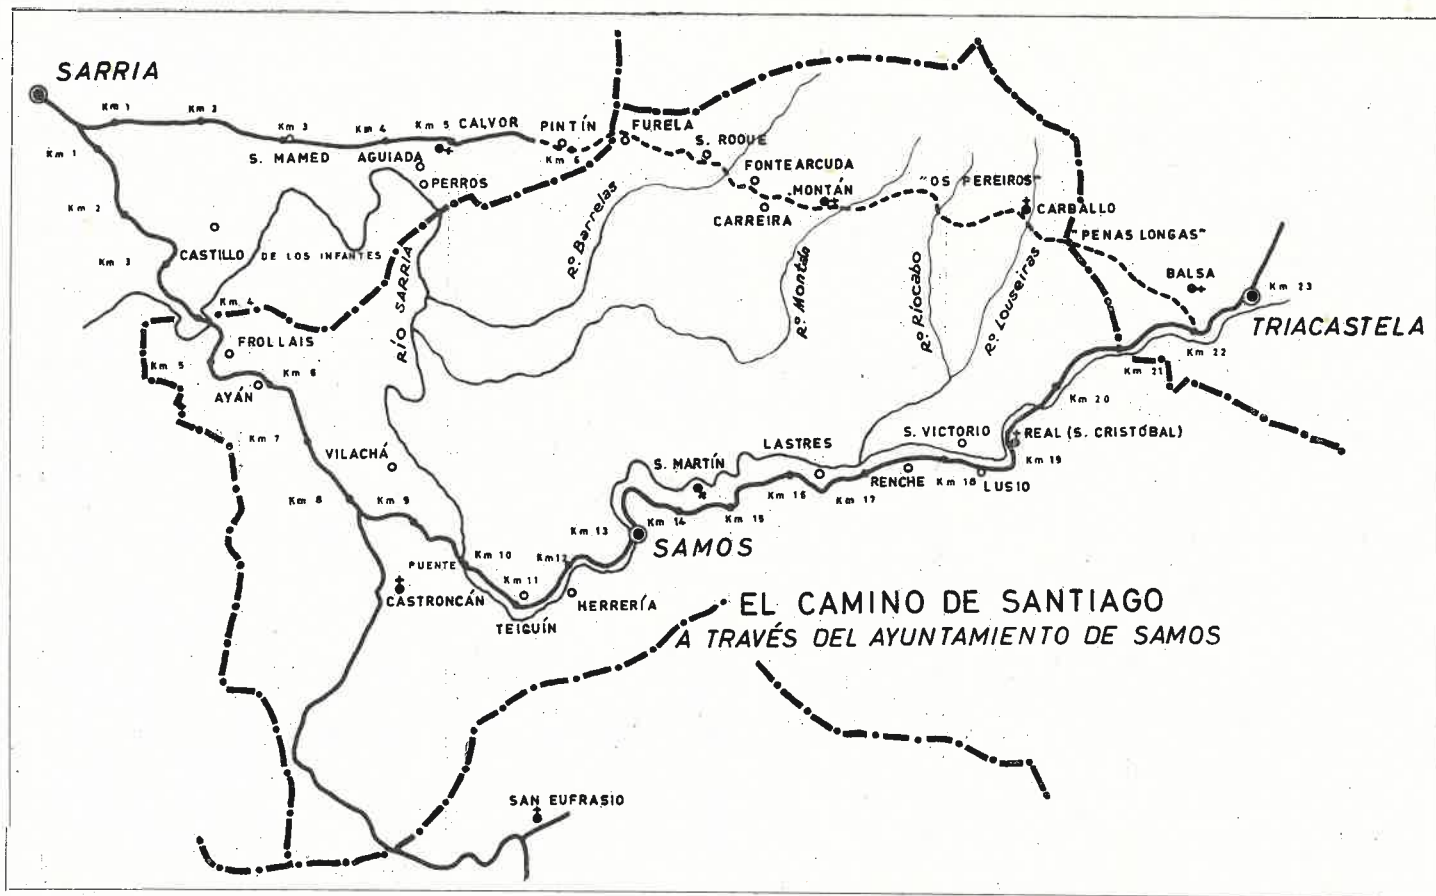 SARRIA
Km 1
Km 2
Km 3
Km 4
Km 5
CALVOR
PINTÍN
Km 6
FURELA
S. MAMED
AGUIADA
PERROS
S. ROQUE
FONTEARCUDA
MONTÁN
CARREIRA
"OS PEREIROS"
CARBALLO
"PENAS LONGAS"
BALSA
Km 23
TRIACASTELA
Km 1
Km 2
Km 3
CASTILLO DE LOS INFANTES
Km 4
FROLLAIS
Km 5
AYÁN
Km 6
RÍO SARRIA
Rº. Barrelas
Rº Montán
Rº Ríocabo
Rº Louseiras
Km 22
Km 21
Km 20
REAL (S. CRISTÓBAL)
Km 19
S. VICTORIO
LUSIO
Km 18
RENCHE
Km 17
LASTRES
Km 16
Km 15
S. MARTÍN
Km 14
Km 13
SAMOS
Km 12
HERRERÍA
Km 11
TEIGUÍN
Km 10
PUENTE
CASTRONCÁN
Km 9
Km 8
VILACHÁ
Km 7
EL CAMINO DE SANTIAGO
A TRAVÉS DEL AYUNTAMIENTO DE SAMOS
SAN EUFRASIO